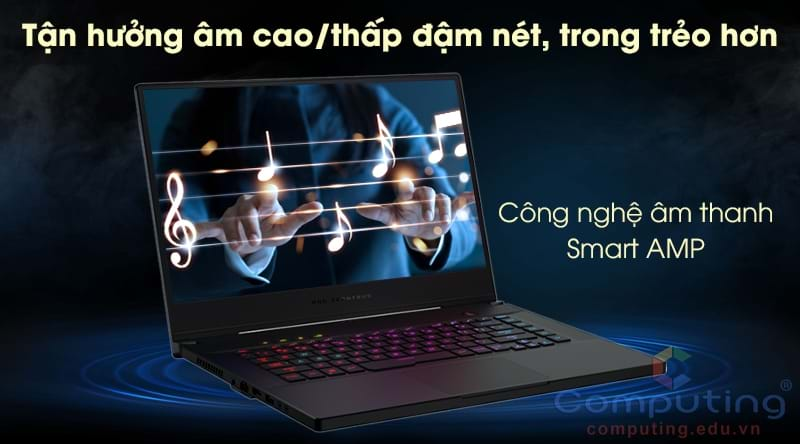 Tận hưởng âm cao/thấp đậm nét, trong trẻo hơn
Công nghệ âm thanh
Smart AMP
Computing®
computing.edu.vn